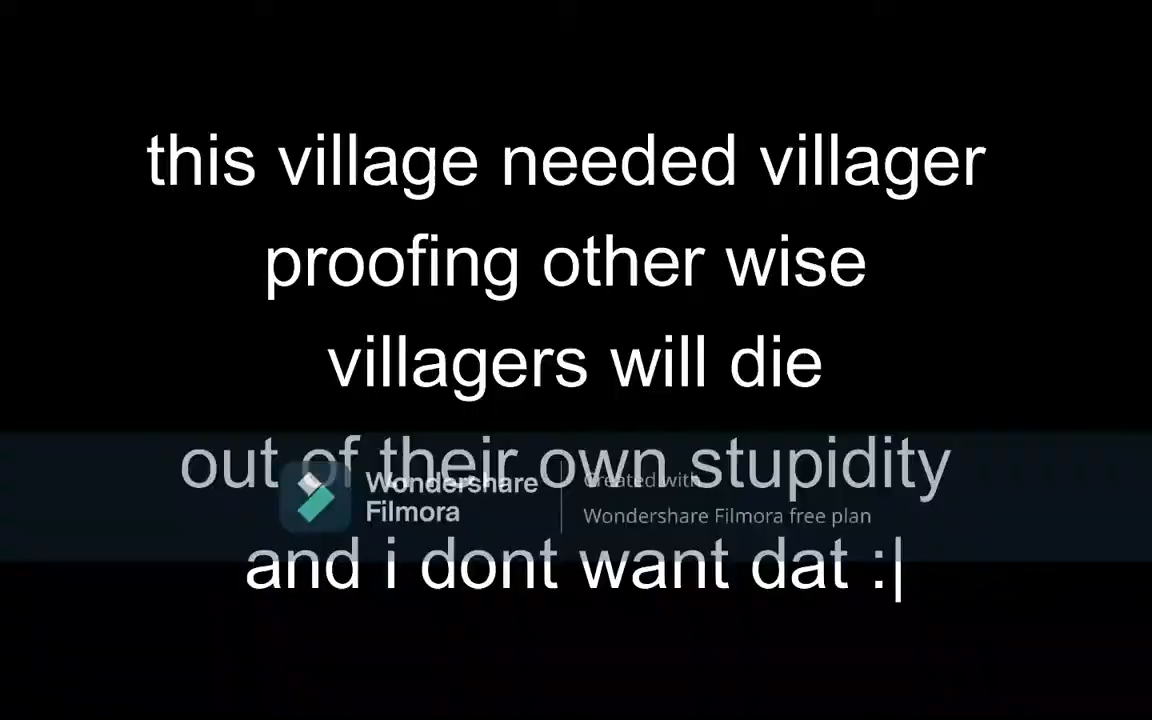 this village needed villager
proofing other wise
villagers will die
out of their own stupidity
Wondershare
Filmora
Created with
Wondershare Filmora free plan
and i dont want dat :|